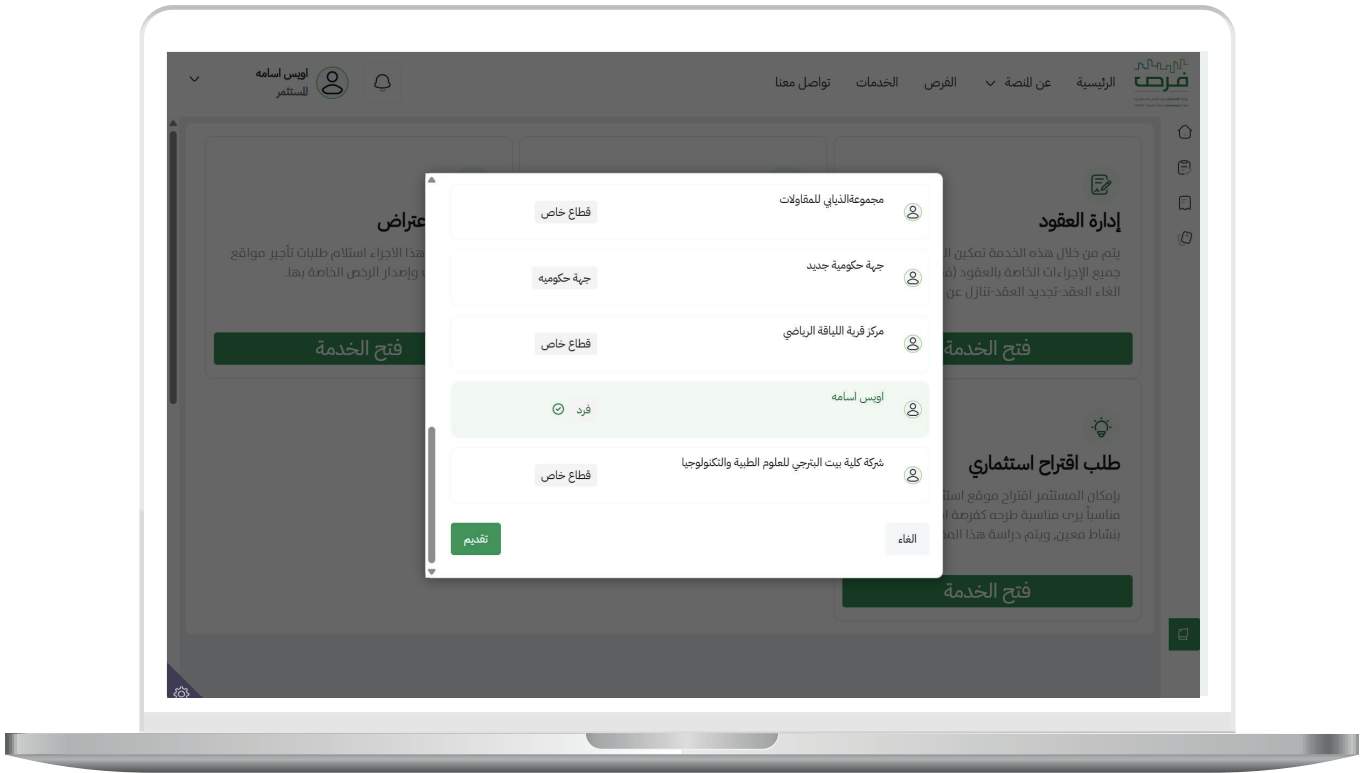 فرص
الرئيسية
عن المنصة
الفرص
الخدمات
تواصل معنا
اويس اسامه
المستثمر
إدارة العقود
يتم من خلال هذه الخدمة تمكين
جميع الإجراءات الخاصة بالعقود
الغاء العقد-تجديد العقد-تنازل عن
فتح الخدمة
هذا الاجراء استلام طلبات تأجير مواقع
وإصدار الرخص الخاصة بها.
فتح الخدمة
طلب اقتراح استثماري
بإمكان المستثمر اقتراح موقع
مناسباً يرى مناسبة طرحه كفرصة
بنشاط معين, ويتم دراسة هذا
فتح الخدمة
مجموعةالذيابي للمقاولات
قطاع خاص
جهة حكومية جديد
جهة حكوميه
مركز قرية اللياقة الرياضي
قطاع خاص
اويس اسامه
فرد
شركة كلية بيت البترجي للعلوم الطبية والتكنولوجيا
قطاع خاص
الغاء
تقديم